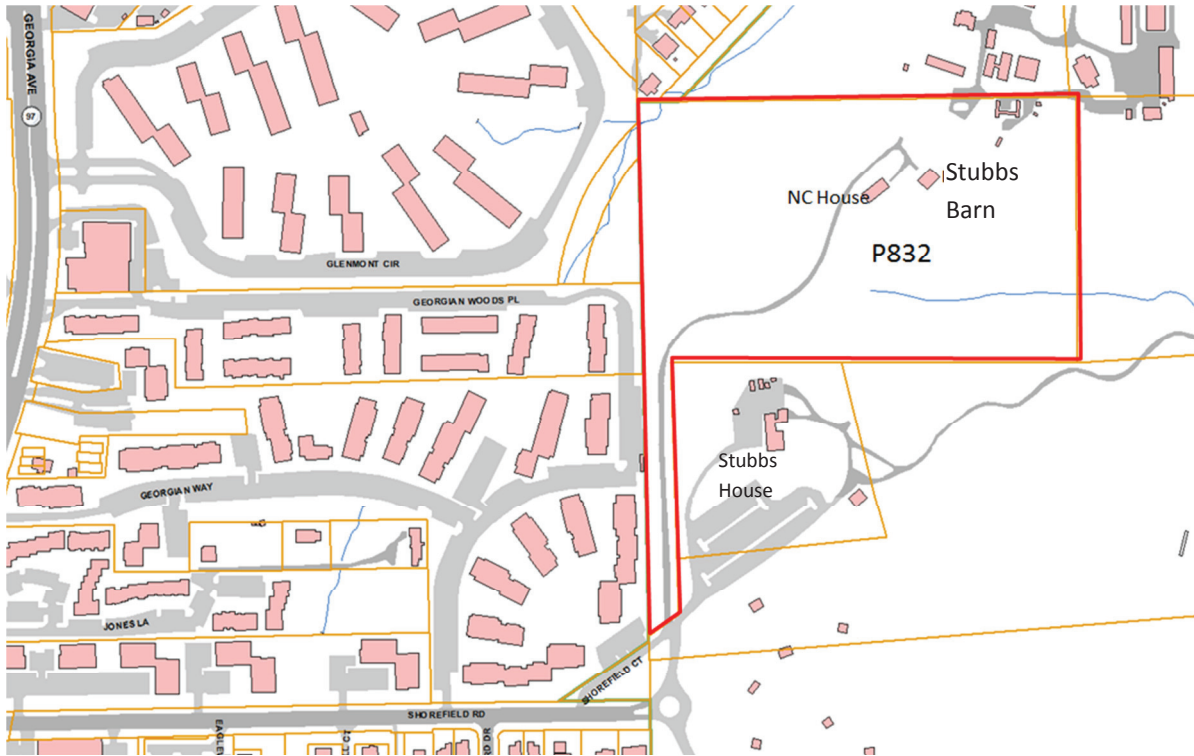 GEORGIA AVE
97
Stubbs
Barn
NC House
P832
GLENMONT CIR
GEORGIAN WOODS PL
Stubbs
House
GEORGIAN WAY
JONES LA
SHOREFIELD CT
SHOREFIELD RD